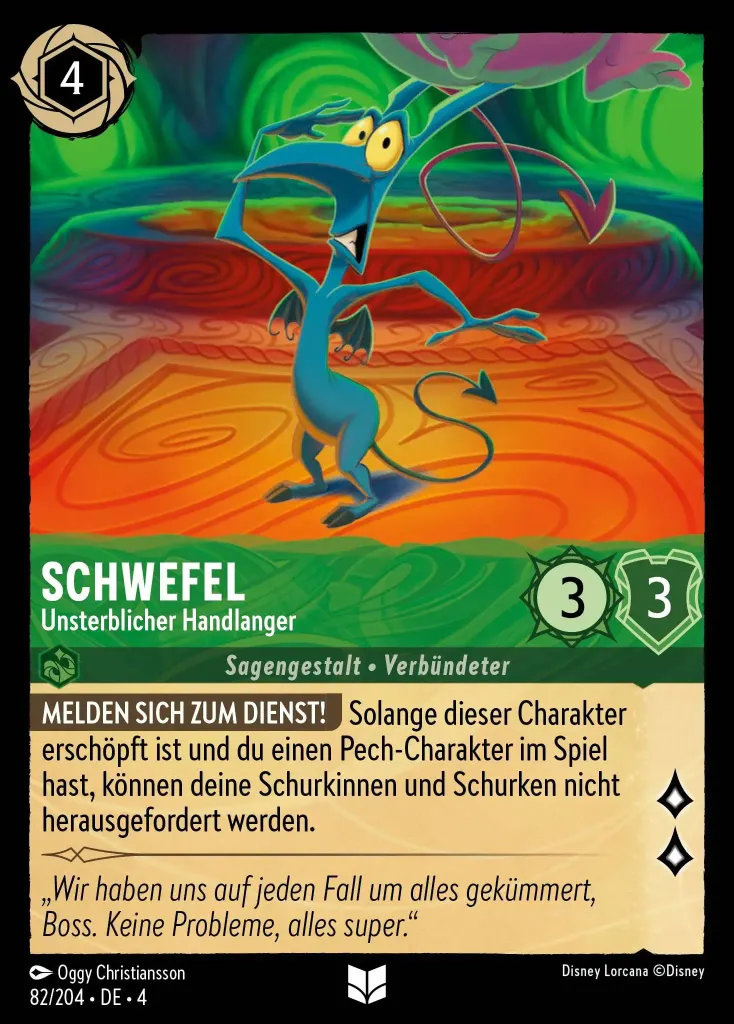 4
SCHWEFEL
Unsterblicher Handlanger
3
3
Sagengestalt • Verbündeter
MELDEN SICH ZUM DIENST! Solange dieser Charakter
erschöpft ist und du einen Pech-Charakter im Spiel
hast, können deine Schurkinnen und Schurken nicht
herausgefordert werden.
„Wir haben uns auf jeden Fall um alles gekümmert,
Boss. Keine Probleme, alles super.“
Oggy Christiansson
Disney Lorcana ©Disney
82/204 • DE • 4